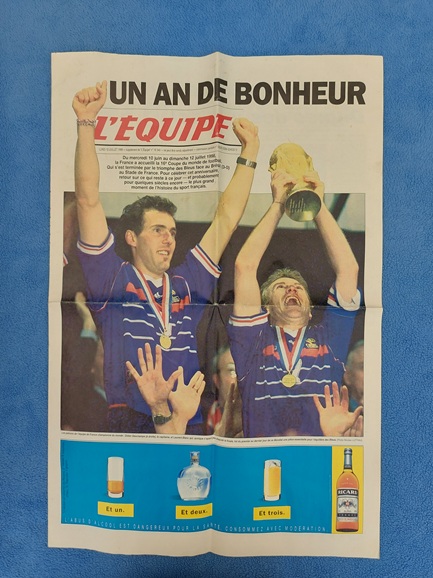 UN AN DE BONHEUR
L'ÉQUIPE
Du mercredi 10 juin au dimanche 12 juillet 1998,
la France a accueilli la 16e Coupe du monde de football.
Qui s'est terminée par le triomphe des Bleus face au Brésil (3-0)
au Stade de France. Pour célébrer cet anniversaire,
retour sur ce qui reste à ce jour — et probablement
pour quelques siècles encore — le plus grand
moment de l'histoire du sport français.
Et un.
Et deux.
Et trois.
RICARD
L'ABUS D'ALCOOL EST DANGEREUX POUR LA SANTÉ. CONSOMMEZ AVEC MODÉRATION.